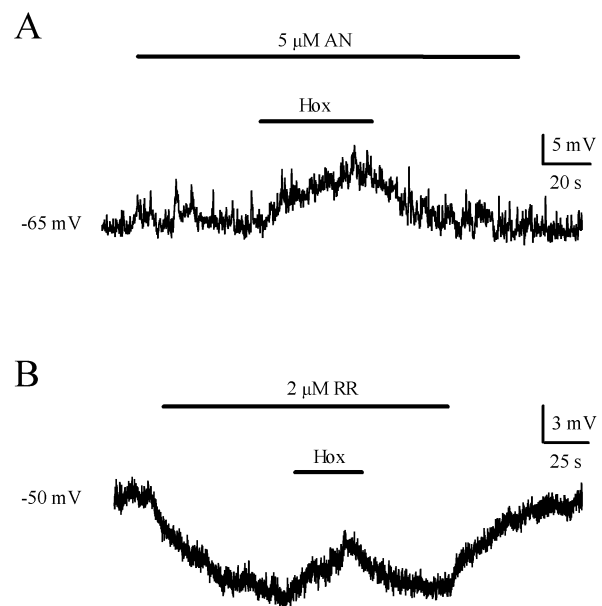 A
5 μM AN
Hox
5 mV
20 s
-65 mV
B
2 μM RR
3 mV
Hox
25 s
-50 mV